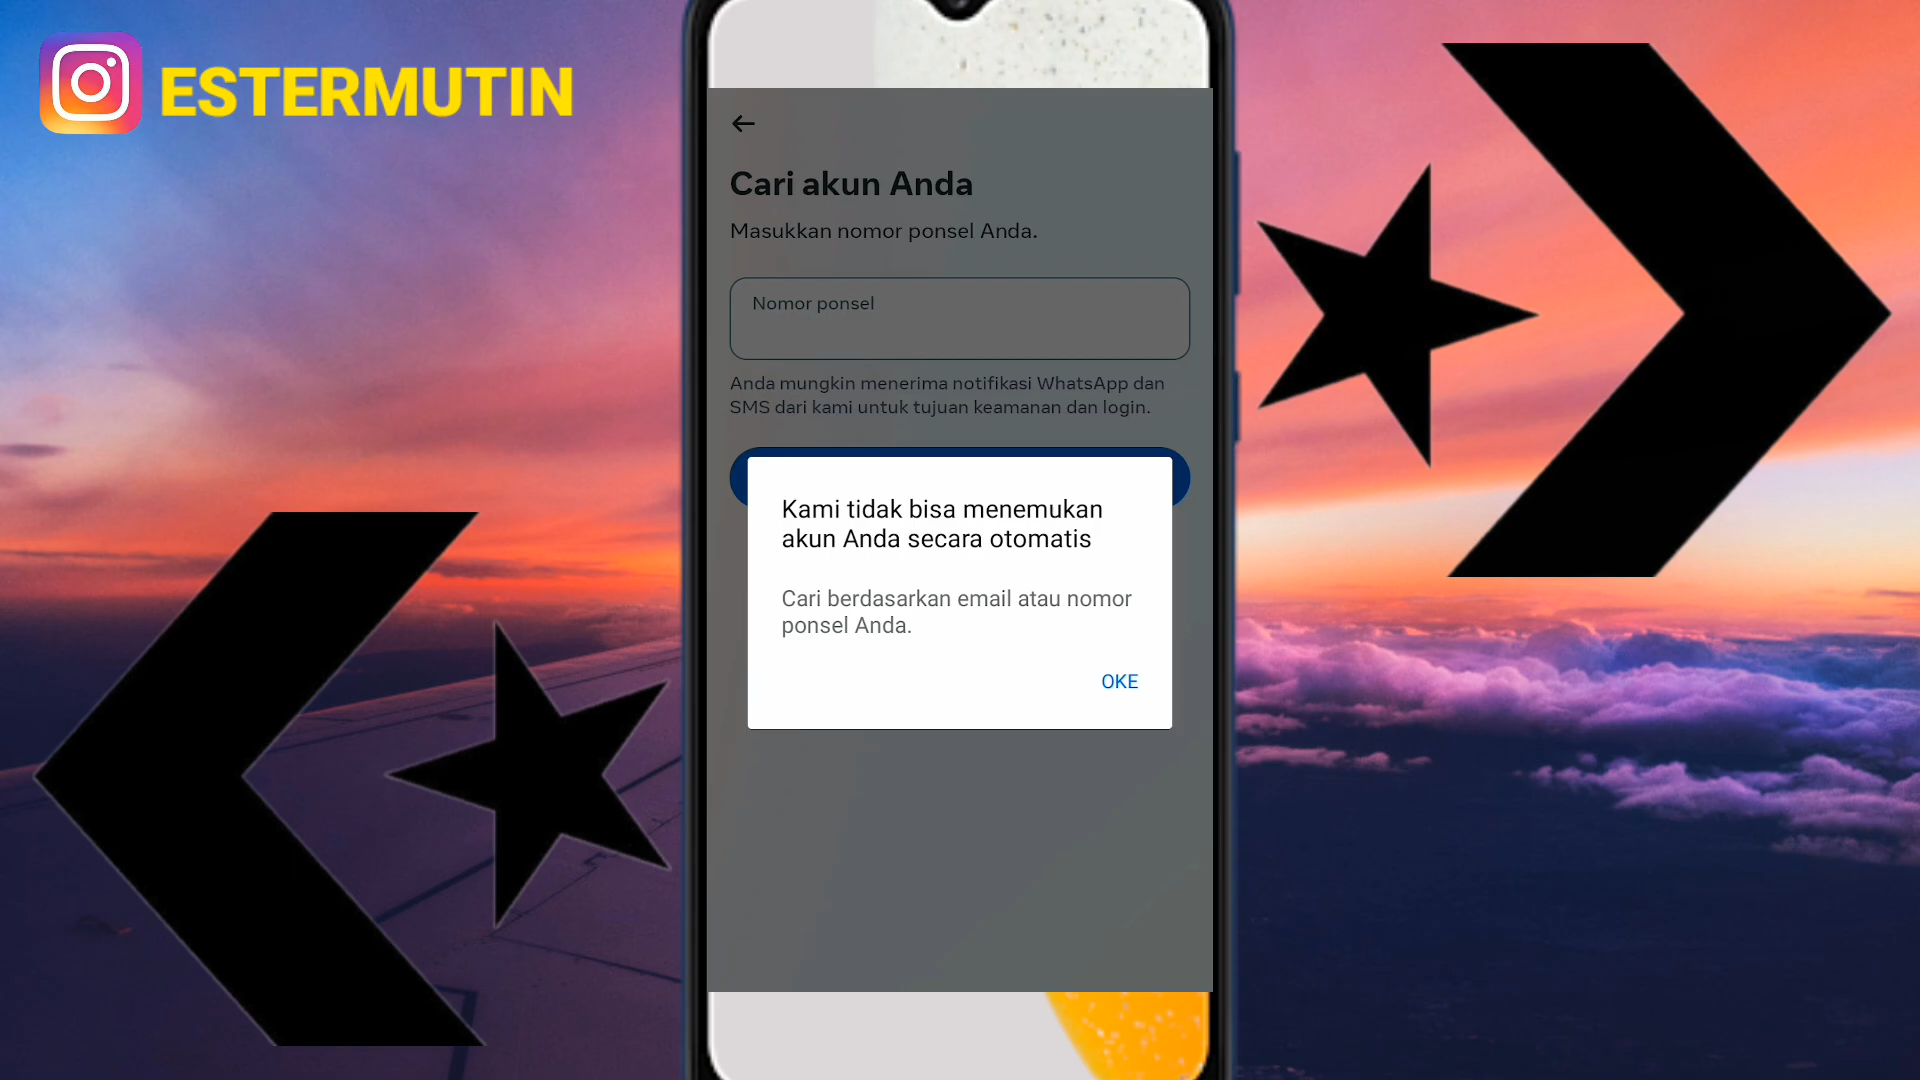 ESTERMUTIN
Cari akun Anda
Masukkan nomor ponsel Anda.
Nomor ponsel
Anda mungkin menerima notifikasi WhatsApp dan
SMS dari kami untuk tujuan keamanan dan login.
Kami tidak bisa menemukan
akun Anda secara otomatis
Cari berdasarkan email atau nomor
ponsel Anda.
OKE